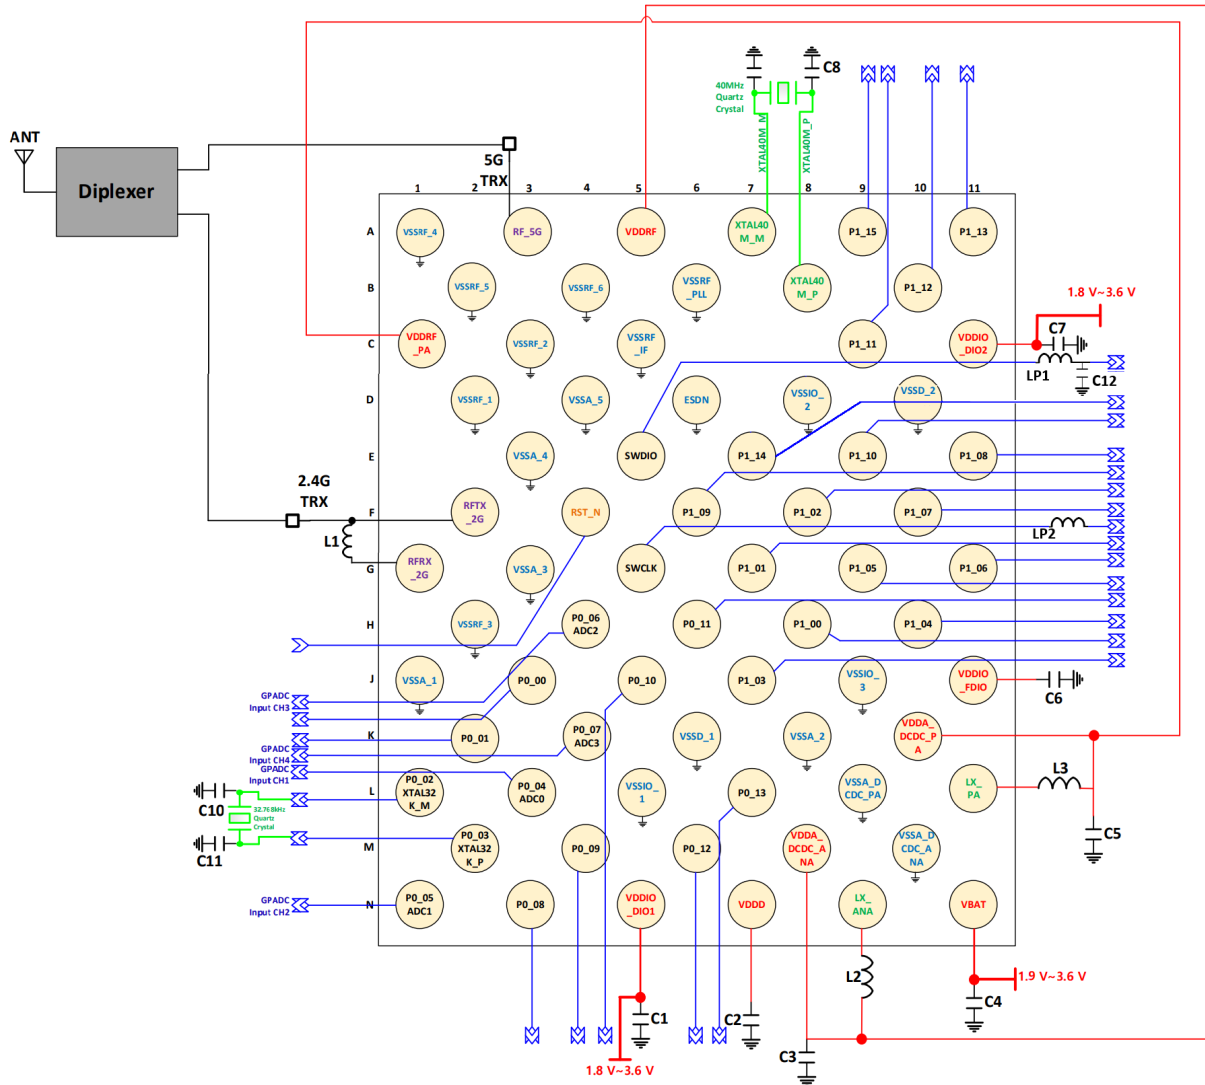 C8
40MHz
Quartz
Crystal
XTAL40M_M
XTAL40M_P
ANT
Diplexer
5G
TRX
1
2
3
4
5
6
7
8
9
10
11
A
VSSRF_4
RF_5G
VDDRF
XTAL40
M_M
P1_15
P1_13
B
VSSRF_5
VSSRF_6
VSSRF
_PLL
XTAL40
M_P
P1_12
1.8 V~3.6 V
C
VDDRF
_PA
VSSRF_2
VSSRF
_IF
P1_11
VDDIO
_DIO2
C7
LP1
C12
D
VSSRF_1
VSSA_5
ESDN
VSSIO_
2
VSSD_2
E
VSSA_4
SWDIO
P1_14
P1_10
P1_08
2.4G
TRX
F
RFTX
_2G
RST_N
P1_09
P1_02
P1_07
LP2
L1
G
RFRX
_2G
VSSA_3
SWCLK
P1_01
P1_05
P1_06
H
VSSRF_3
P0_06
ADC2
P0_11
P1_00
P1_04
J
VSSA_1
P0_00
P0_10
P1_03
VSSIO_
3
VDDIO
_FDIO
C6
GPADC
Input CH3
K
P0_01
P0_07
ADC3
VSSD_1
VSSA_2
VDDA_
DCDC_P
A
GPADC
Input CH4
GPADC
Input CH1
L
P0_02
XTAL32
K_M
P0_04
ADC0
VSSIO_
1
P0_13
VSSA_D
CDC_PA
LX_
PA
L3
C10
32.768kHz
Quartz
Crystal
C5
C11
M
P0_03
XTAL32
K_P
P0_09
P0_12
VDDA_
DCDC_A
NA
VSSA_D
CDC_A
NA
GPADC
Input CH2
N
P0_05
ADC1
P0_08
VDDIO
_DIO1
VDDD
LX_
ANA
VBAT
L2
1.9 V~3.6 V
C4
C1
C2
C3
1.8 V~3.6 V